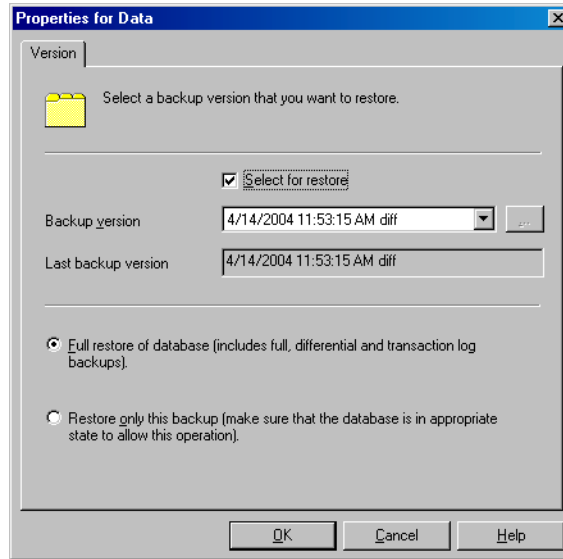 Properties for Data
Version
Select a backup version that you want to restore.
Select for restore
Backup version
4/14/2004 11:53:15 AM diff
...
Last backup version
4/14/2004 11:53:15 AM diff
Full restore of database (includes full, differential and transaction log
backups).
Restore only this backup (make sure that the database is in appropriate
state to allow this operation).
OK
Cancel
Help